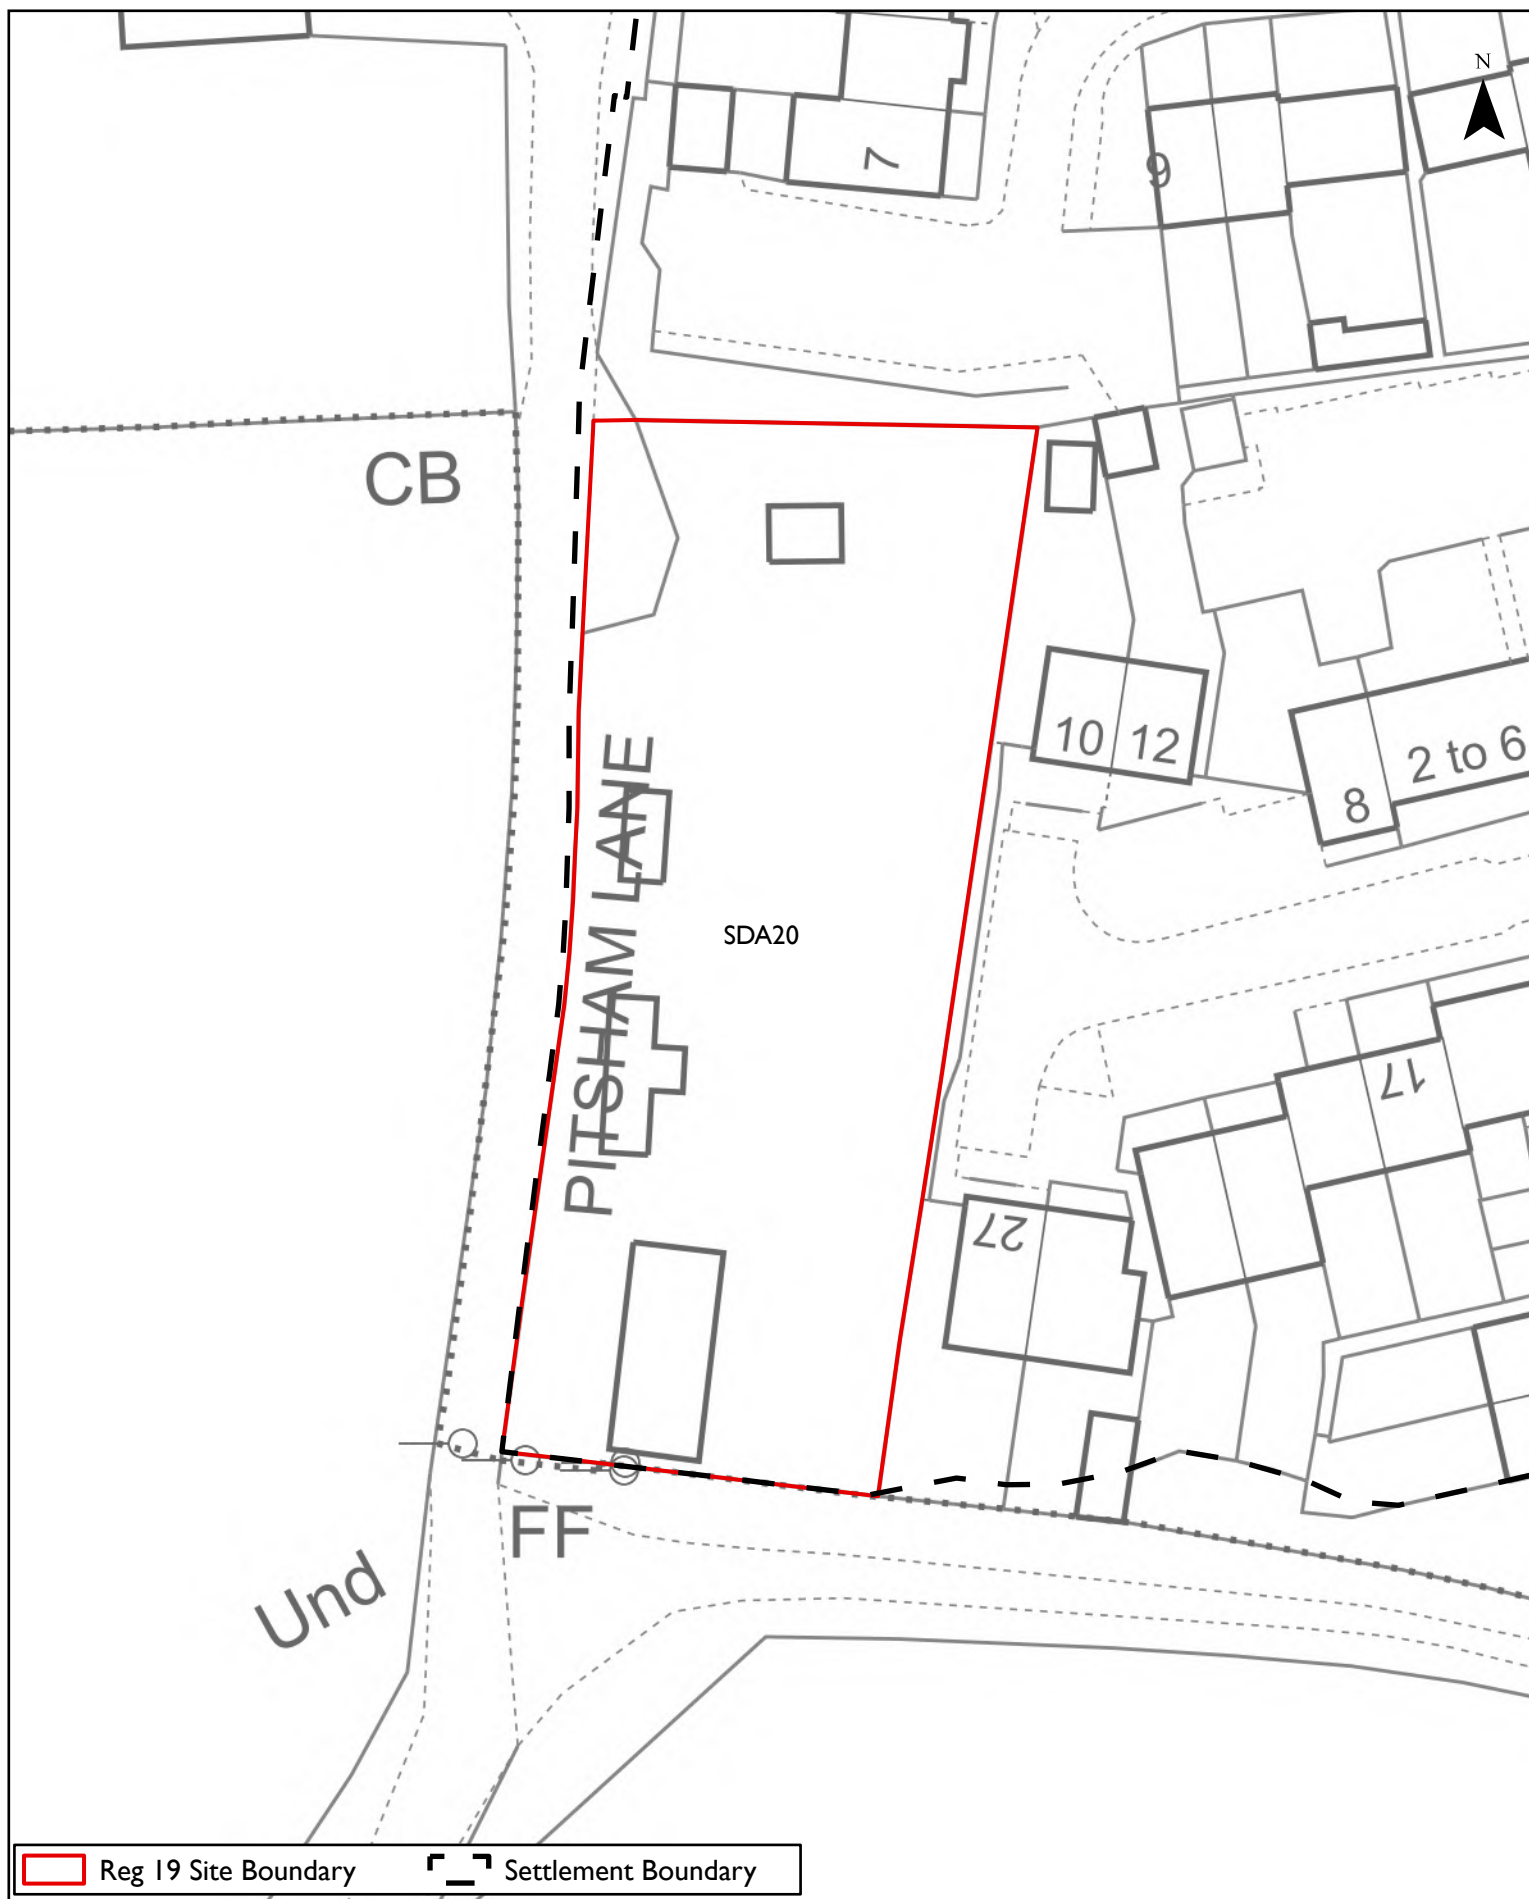 N
7
9
CB
10
12
8
2 to 6
PITSHAM LANE
SDA20
17
27
FF
Und
Reg 19 Site Boundary
Settlement Boundary